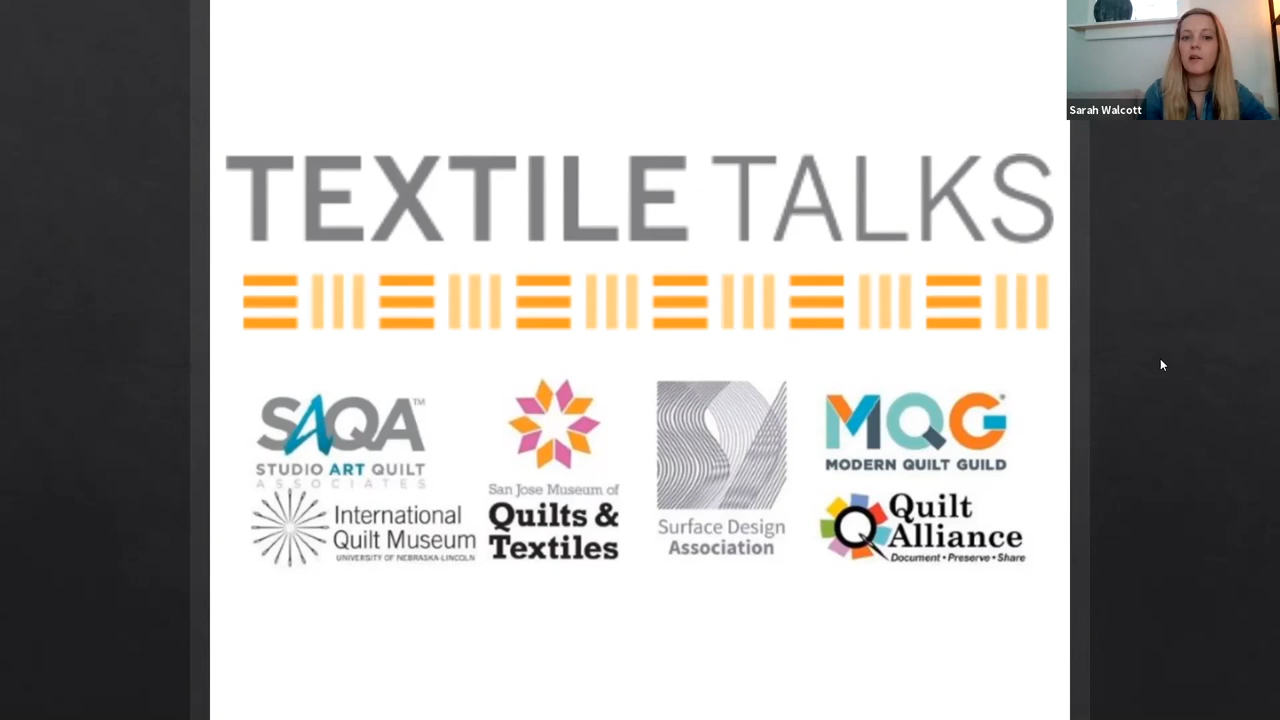 Sarah Walcott
TEXTILE TALKS
SAQA™
STUDIO ART QUILT
ASSOCIATES
International
Quilt Museum
UNIVERSITY OF NEBRASKA-LINCOLN
San Jose Museum of
Quilts &
Textiles
Surface Design
Association
MQG®
MODERN QUILT GUILD
Quilt
Alliance
Document • Preserve • Share